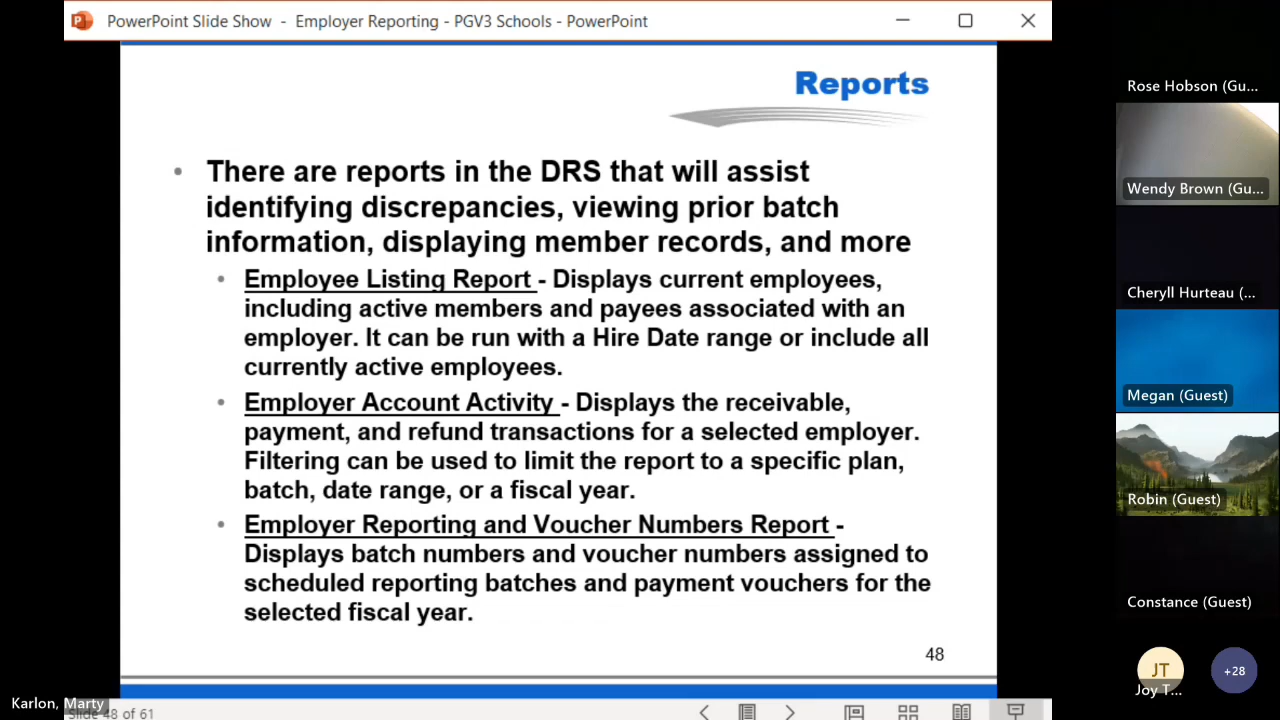 PowerPoint Slide Show - Employer Reporting - PGV3 Schools - PowerPoint
Reports
• There are reports in the DRS that will assist
identifying discrepancies, viewing prior batch
information, displaying member records, and more
• Employee Listing Report - Displays current employees,
including active members and payees associated with an
employer. It can be run with a Hire Date range or include all
currently active employees.
• Employer Account Activity - Displays the receivable,
payment, and refund transactions for a selected employer.
Filtering can be used to limit the report to a specific plan,
batch, date range, or a fiscal year.
• Employer Reporting and Voucher Numbers Report -
Displays batch numbers and voucher numbers assigned to
scheduled reporting batches and payment vouchers for the
selected fiscal year.
48
Karlon, Marty
Slide 48 of 61
Rose Hobson (Gu...
Wendy Brown (Gu...
Cheryll Hurteau (...
Megan (Guest)
Robin (Guest)
Constance (Guest)
JT
Joy T...
+28